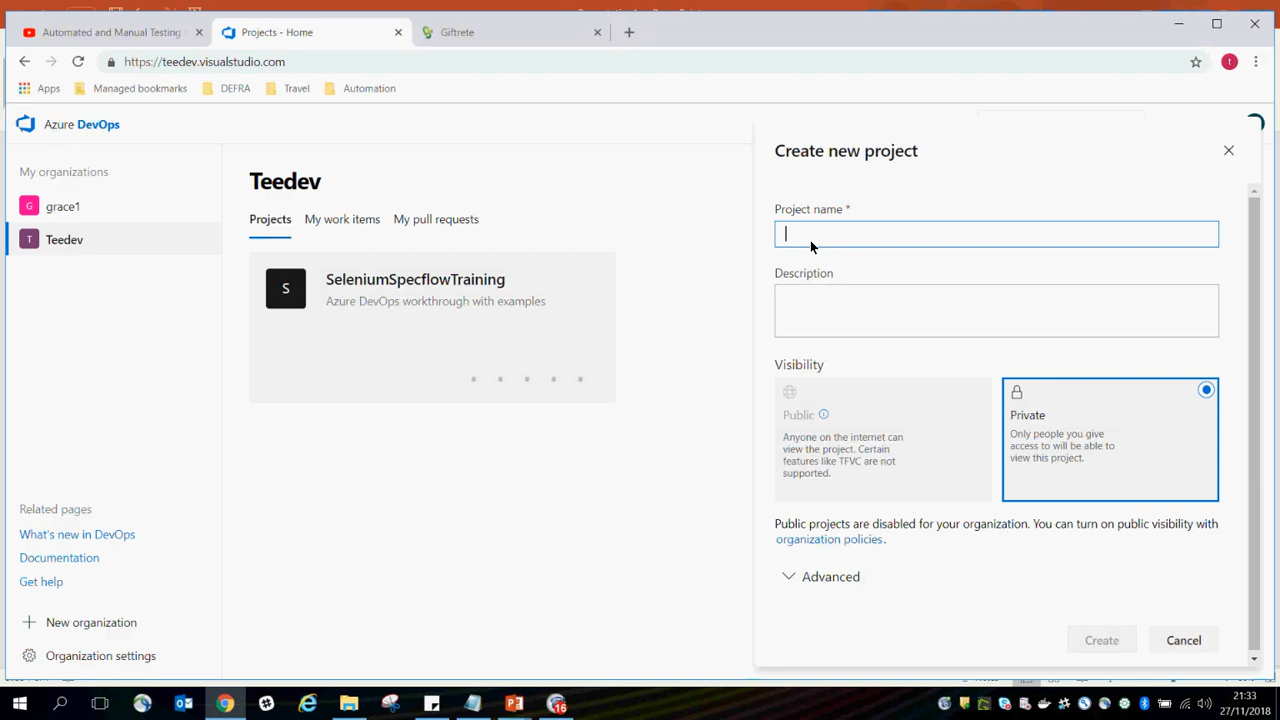 Automated and Manual Testing
Projects - Home
Giftrete
https://teedev.visualstudio.com
t
Apps
Managed bookmarks
DEFRA
Travel
Automation
Azure DevOps
My organizations
G
grace1
T
Teedev
Related pages
What's new in DevOps
Documentation
Get help
New organization
Organization settings
Teedev
Projects
My work items
My pull requests
S
SeleniumSpecflowTraining
Azure DevOps workthrough with examples
Create new project
Project name *
Description
Visibility
Public
Anyone on the internet can
view the project. Certain
features like TFVC are not
supported.
Private
Only people you give
access to will be able to
view this project.
Public projects are disabled for your organization. You can turn on public visibility with
organization policies.
Advanced
Create
Cancel
16
21:33
27/11/2018